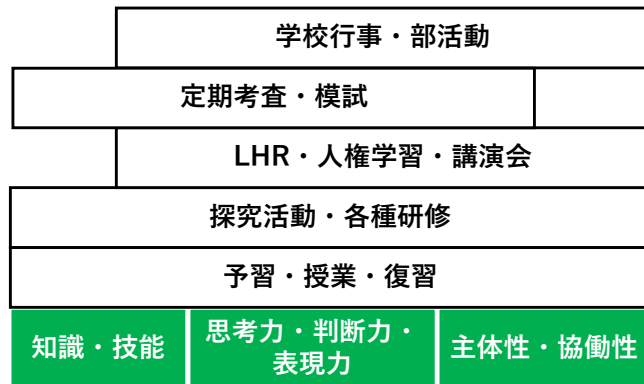 学校行事・部活動
定期考査・模試
LHR・人権学習・講演会
探究活動・各種研修
予習・授業・復習
知識・技能
思考力・判断力・
表現力
主体性・協働性